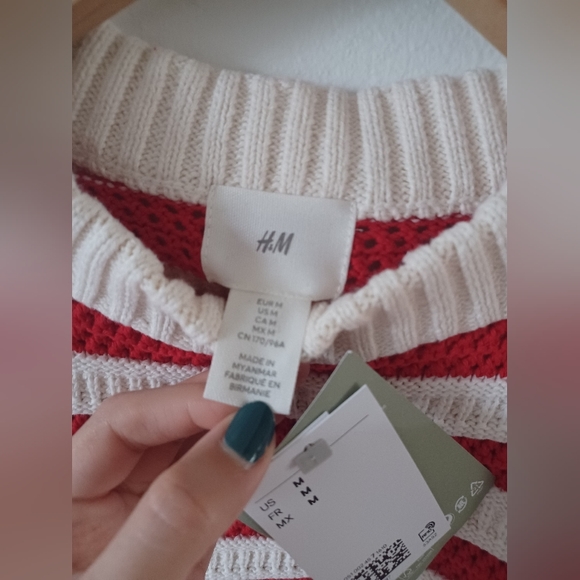 H&M
EUR M
US M
CA M
MX M
CN 170/96A
MADE IN
MYANMAR
FABRIQUÉ EN
BIRMANIE
US M
FR M
MX M